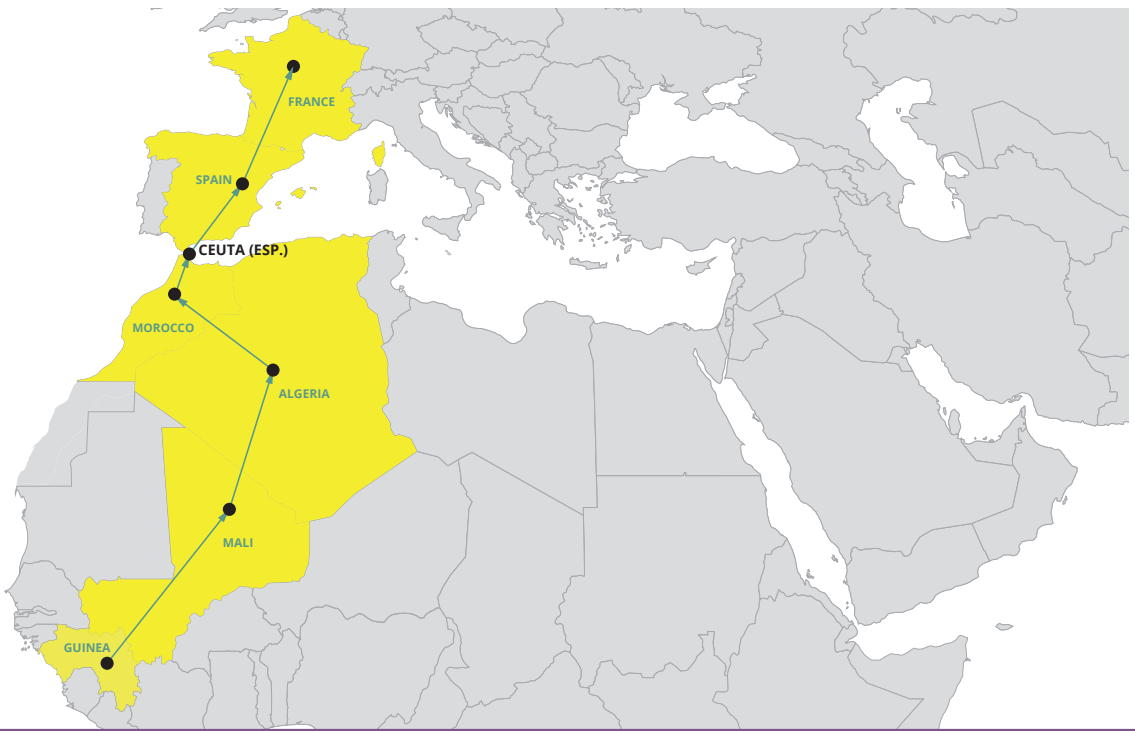 FRANCE
SPAIN
CEUTA (ESP.)
MOROCCO
ALGERIA
MALI
GUINEA